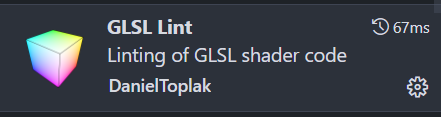 GLSL Lint 67ms
Linting of GLSL shader code
DanielToplak